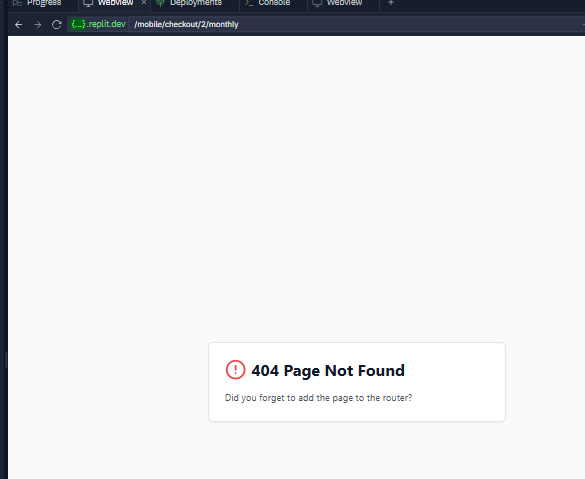 Progress Webview × Deployments Console Webview +
{...}.replit.dev /mobile/checkout/2/monthly
404 Page Not Found
Did you forget to add the page to the router?